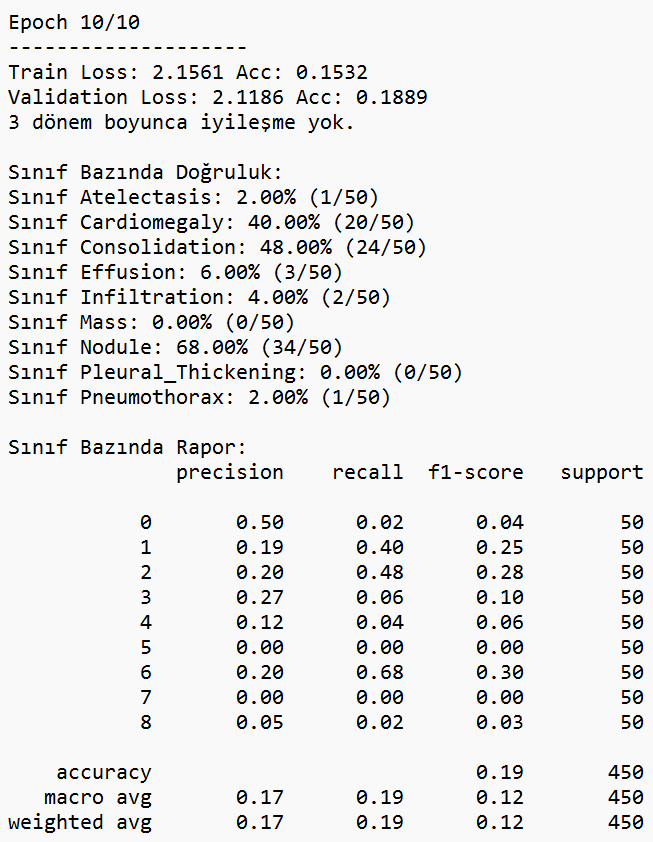 Epoch 10/10
--------------------
Train Loss: 2.1561 Acc: 0.1532
Validation Loss: 2.1186 Acc: 0.1889
3 dönem boyunca iyileşme yok.
Sınıf Bazında Doğruluk:
Sınıf Atelectasis: 2.00% (1/50)
Sınıf Cardiomegaly: 40.00% (20/50)
Sınıf Consolidation: 48.00% (24/50)
Sınıf Effusion: 6.00% (3/50)
Sınıf Infiltration: 4.00% (2/50)
Sınıf Mass: 0.00% (0/50)
Sınıf Nodule: 68.00% (34/50)
Sınıf Pleural_Thickening: 0.00% (0/50)
Sınıf Pneumothorax: 2.00% (1/50)
Sınıf Bazında Rapor:
precision recall f1-score support
0 0.50 0.02 0.04 50
1 0.19 0.40 0.25 50
2 0.20 0.48 0.28 50
3 0.27 0.06 0.10 50
4 0.12 0.04 0.06 50
5 0.00 0.00 0.00 50
6 0.20 0.68 0.30 50
7 0.00 0.00 0.00 50
8 0.05 0.02 0.03 50
accuracy 0.19 450
macro avg 0.17 0.19 0.12 450
weighted avg 0.17 0.19 0.12 450